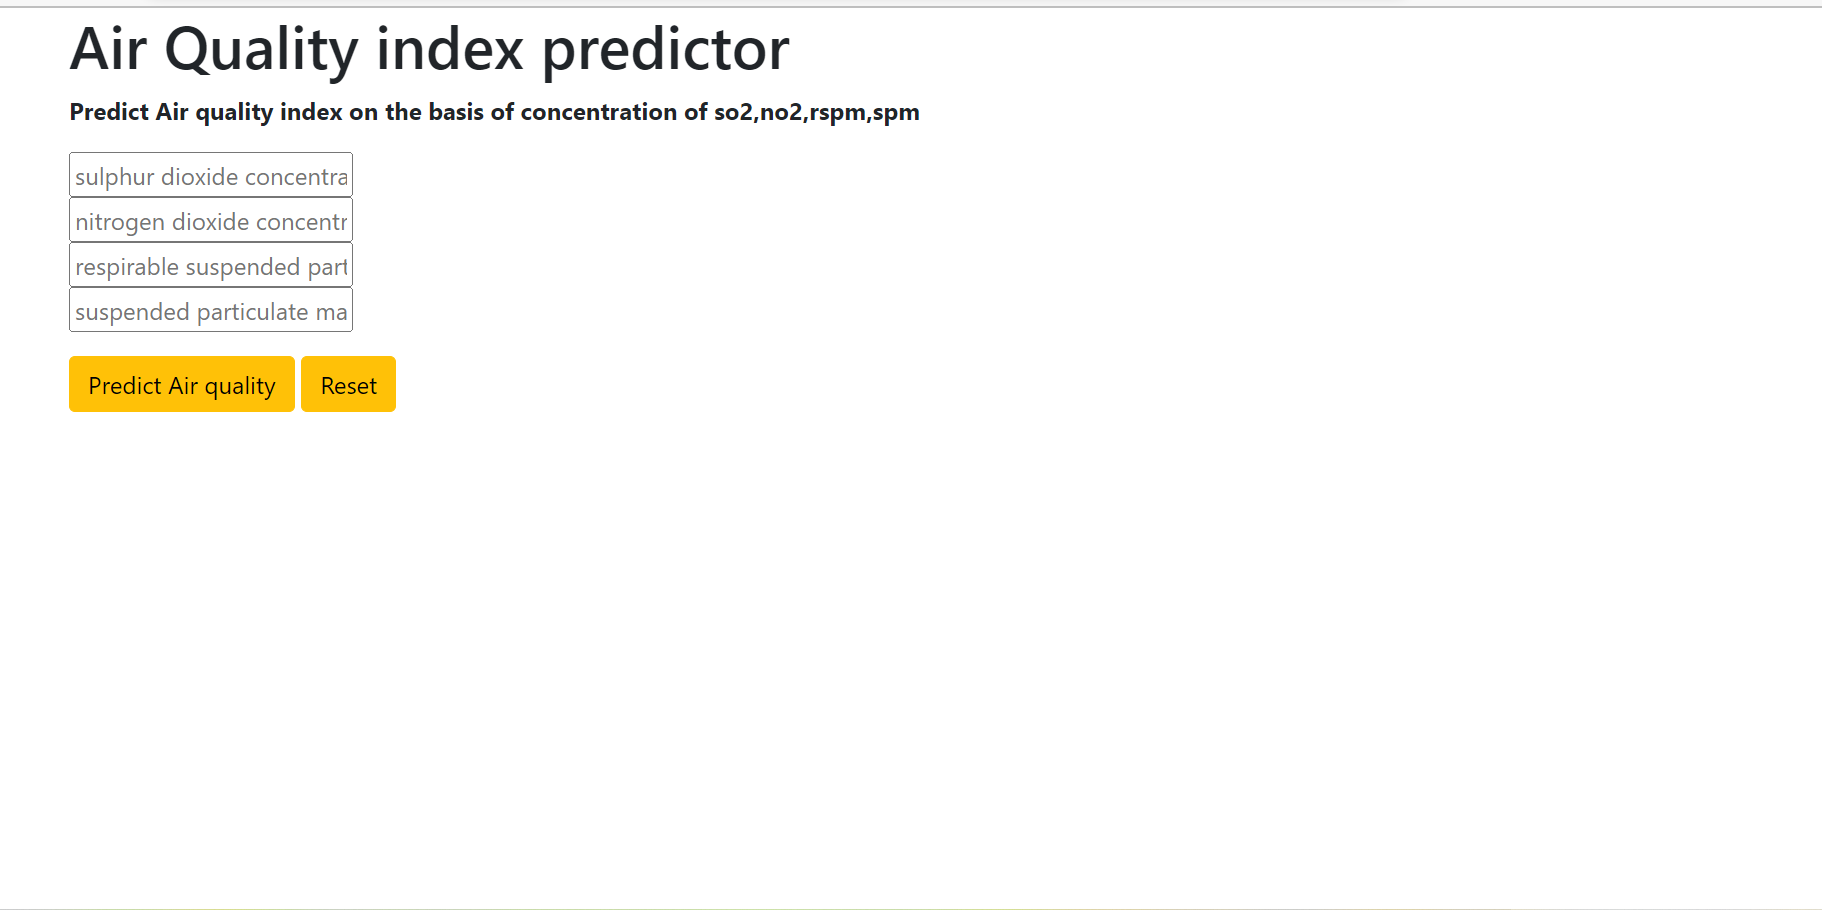 Air Quality index predictor
Predict Air quality index on the basis of concentration of so2,no2,rspm,spm
sulphur dioxide concentra
nitrogen dioxide concentr
respirable suspended part
suspended particulate ma
Predict Air quality Reset